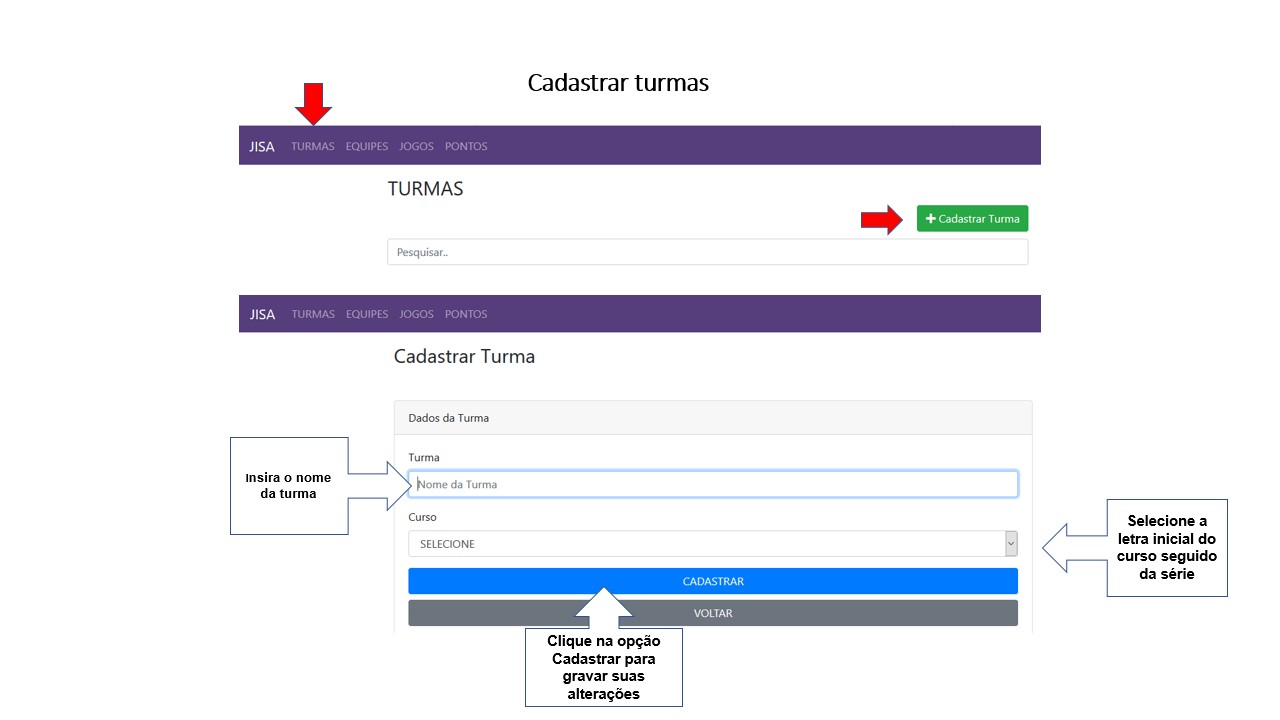 Cadastrar turmas
JISA TURMAS EQUIPES JOGOS PONTOS
TURMAS
Cadastrar Turma
Pesquisar..
JISA TURMAS EQUIPES JOGOS PONTOS
Cadastrar Turma
Dados da Turma
Turma
Insira o nome
da turma
Nome da Turma
Curso
SELECIONE
Selecione a
letra inicial do
curso seguido
da série
CADASTRAR
VOLTAR
Clique na opção
Cadastrar para
gravar suas
alterações